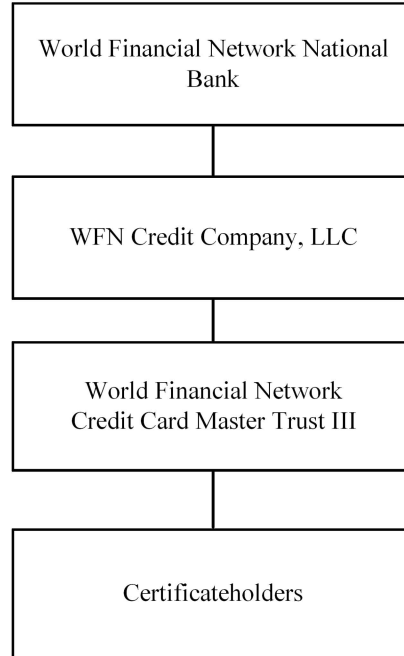 World Financial Network National
Bank
WFN Credit Company, LLC
World Financial Network
Credit Card Master Trust III
Certificateholders